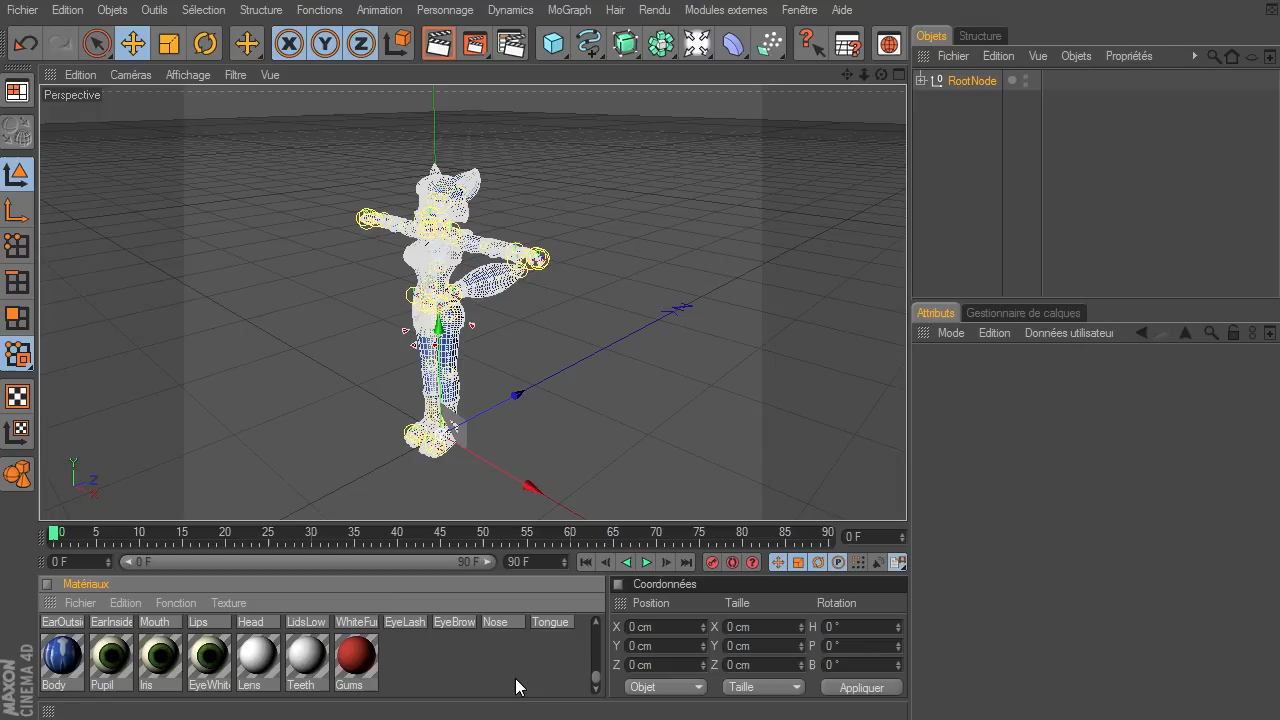 Fichier Edition Objets Outils Sélection Structure Fonctions Animation Personnage Dynamics MoGraph Hair Rendu Modules externes Fenêtre Aide
Objets Structure
Fichier Edition Vue Objets Propriétés
RootNode
Edition Caméras Affichage Filtre Vue
Perspective
Y
Z
X
Attributs Gestionnaire de calques
Mode Edition Données utilisateur
0 5 10 15 20 25 30 35 40 45 50 55 60 65 70 75 80 85 90 0 F
0 F 0 F 90 F 90 F
Matériaux
Fichier Edition Fonction Texture
EarOutsi EarInside Mouth Lips Head LidsLow WhiteFur EyeLash EyeBrow Nose Tongue
Body Pupil Iris EyeWhit Lens Teeth Gums
Coordonnées
Position Taille Rotation
X 0 cm X 0 cm H 0 °
Y 0 cm Y 0 cm P 0 °
Z 0 cm Z 0 cm B 0 °
Objet Taille Appliquer
MAXON
CINEMA 4D